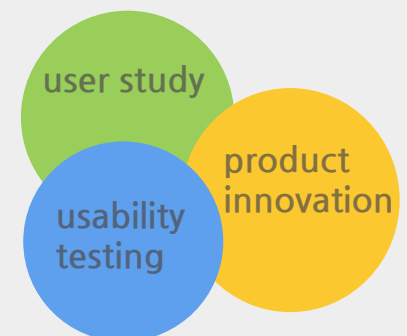 user study
product
innovation
usability
testing